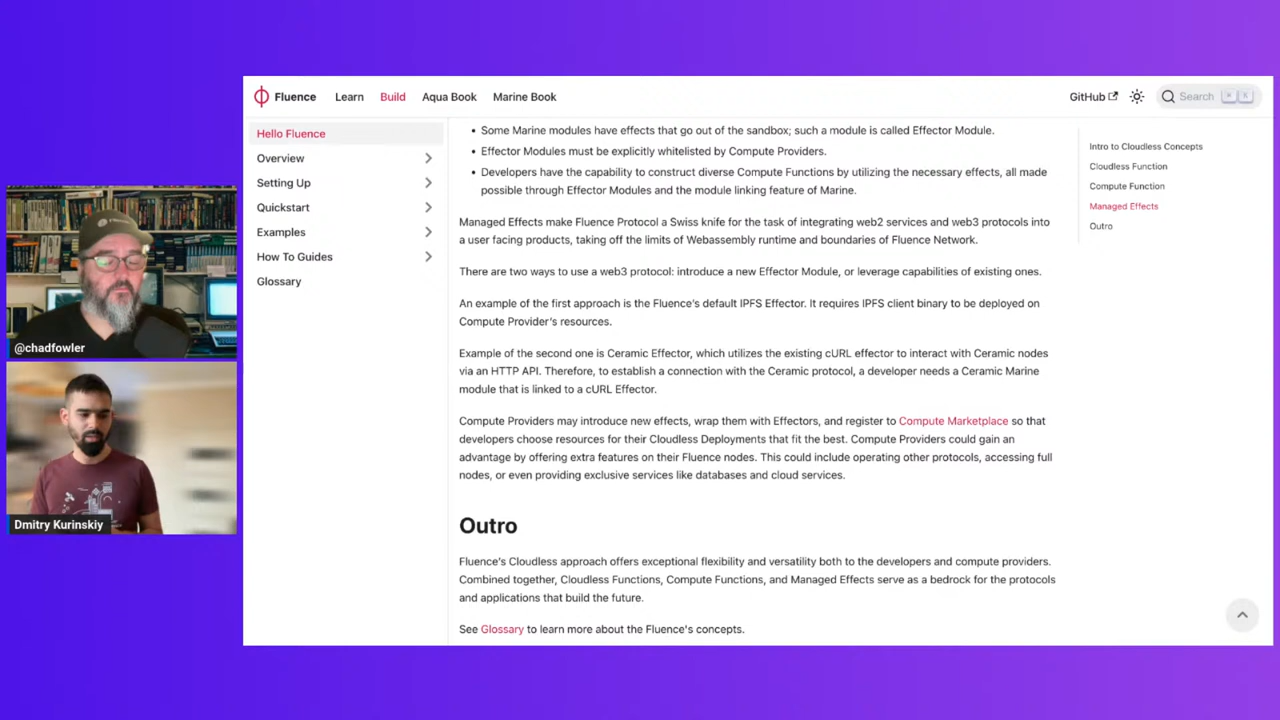 Fluence
Learn
Build
Aqua Book
Marine Book
GitHub
Search
⌘ K
Hello Fluence
Overview
Setting Up
Quickstart
Examples
How To Guides
Glossary
Some Marine modules have effects that go out of the sandbox; such a module is called Effector Module.
Effector Modules must be explicitly whitelisted by Compute Providers.
Developers have the capability to construct diverse Compute Functions by utilizing the necessary effects, all made
possible through Effector Modules and the module linking feature of Marine.
Managed Effects make Fluence Protocol a Swiss knife for the task of integrating web2 services and web3 protocols into
a user facing products, taking off the limits of Webassembly runtime and boundaries of Fluence Network.
There are two ways to use a web3 protocol: introduce a new Effector Module, or leverage capabilities of existing ones.
An example of the first approach is the Fluence's default IPFS Effector. It requires IPFS client binary to be deployed on
Compute Provider's resources.
Example of the second one is Ceramic Effector, which utilizes the existing cURL effector to interact with Ceramic nodes
via an HTTP API. Therefore, to establish a connection with the Ceramic protocol, a developer needs a Ceramic Marine
module that is linked to a cURL Effector.
Compute Providers may introduce new effects, wrap them with Effectors, and register to Compute Marketplace so that
developers choose resources for their Cloudless Deployments that fit the best. Compute Providers could gain an
advantage by offering extra features on their Fluence nodes. This could include operating other protocols, accessing full
nodes, or even providing exclusive services like databases and cloud services.
Outro
Fluence's Cloudless approach offers exceptional flexibility and versatility both to the developers and compute providers.
Combined together, Cloudless Functions, Compute Functions, and Managed Effects serve as a bedrock for the protocols
and applications that build the future.
See Glossary to learn more about the Fluence's concepts.
Intro to Cloudless Concepts
Cloudless Function
Compute Function
Managed Effects
Outro
@chadfowler
Dmitry Kurinskiy